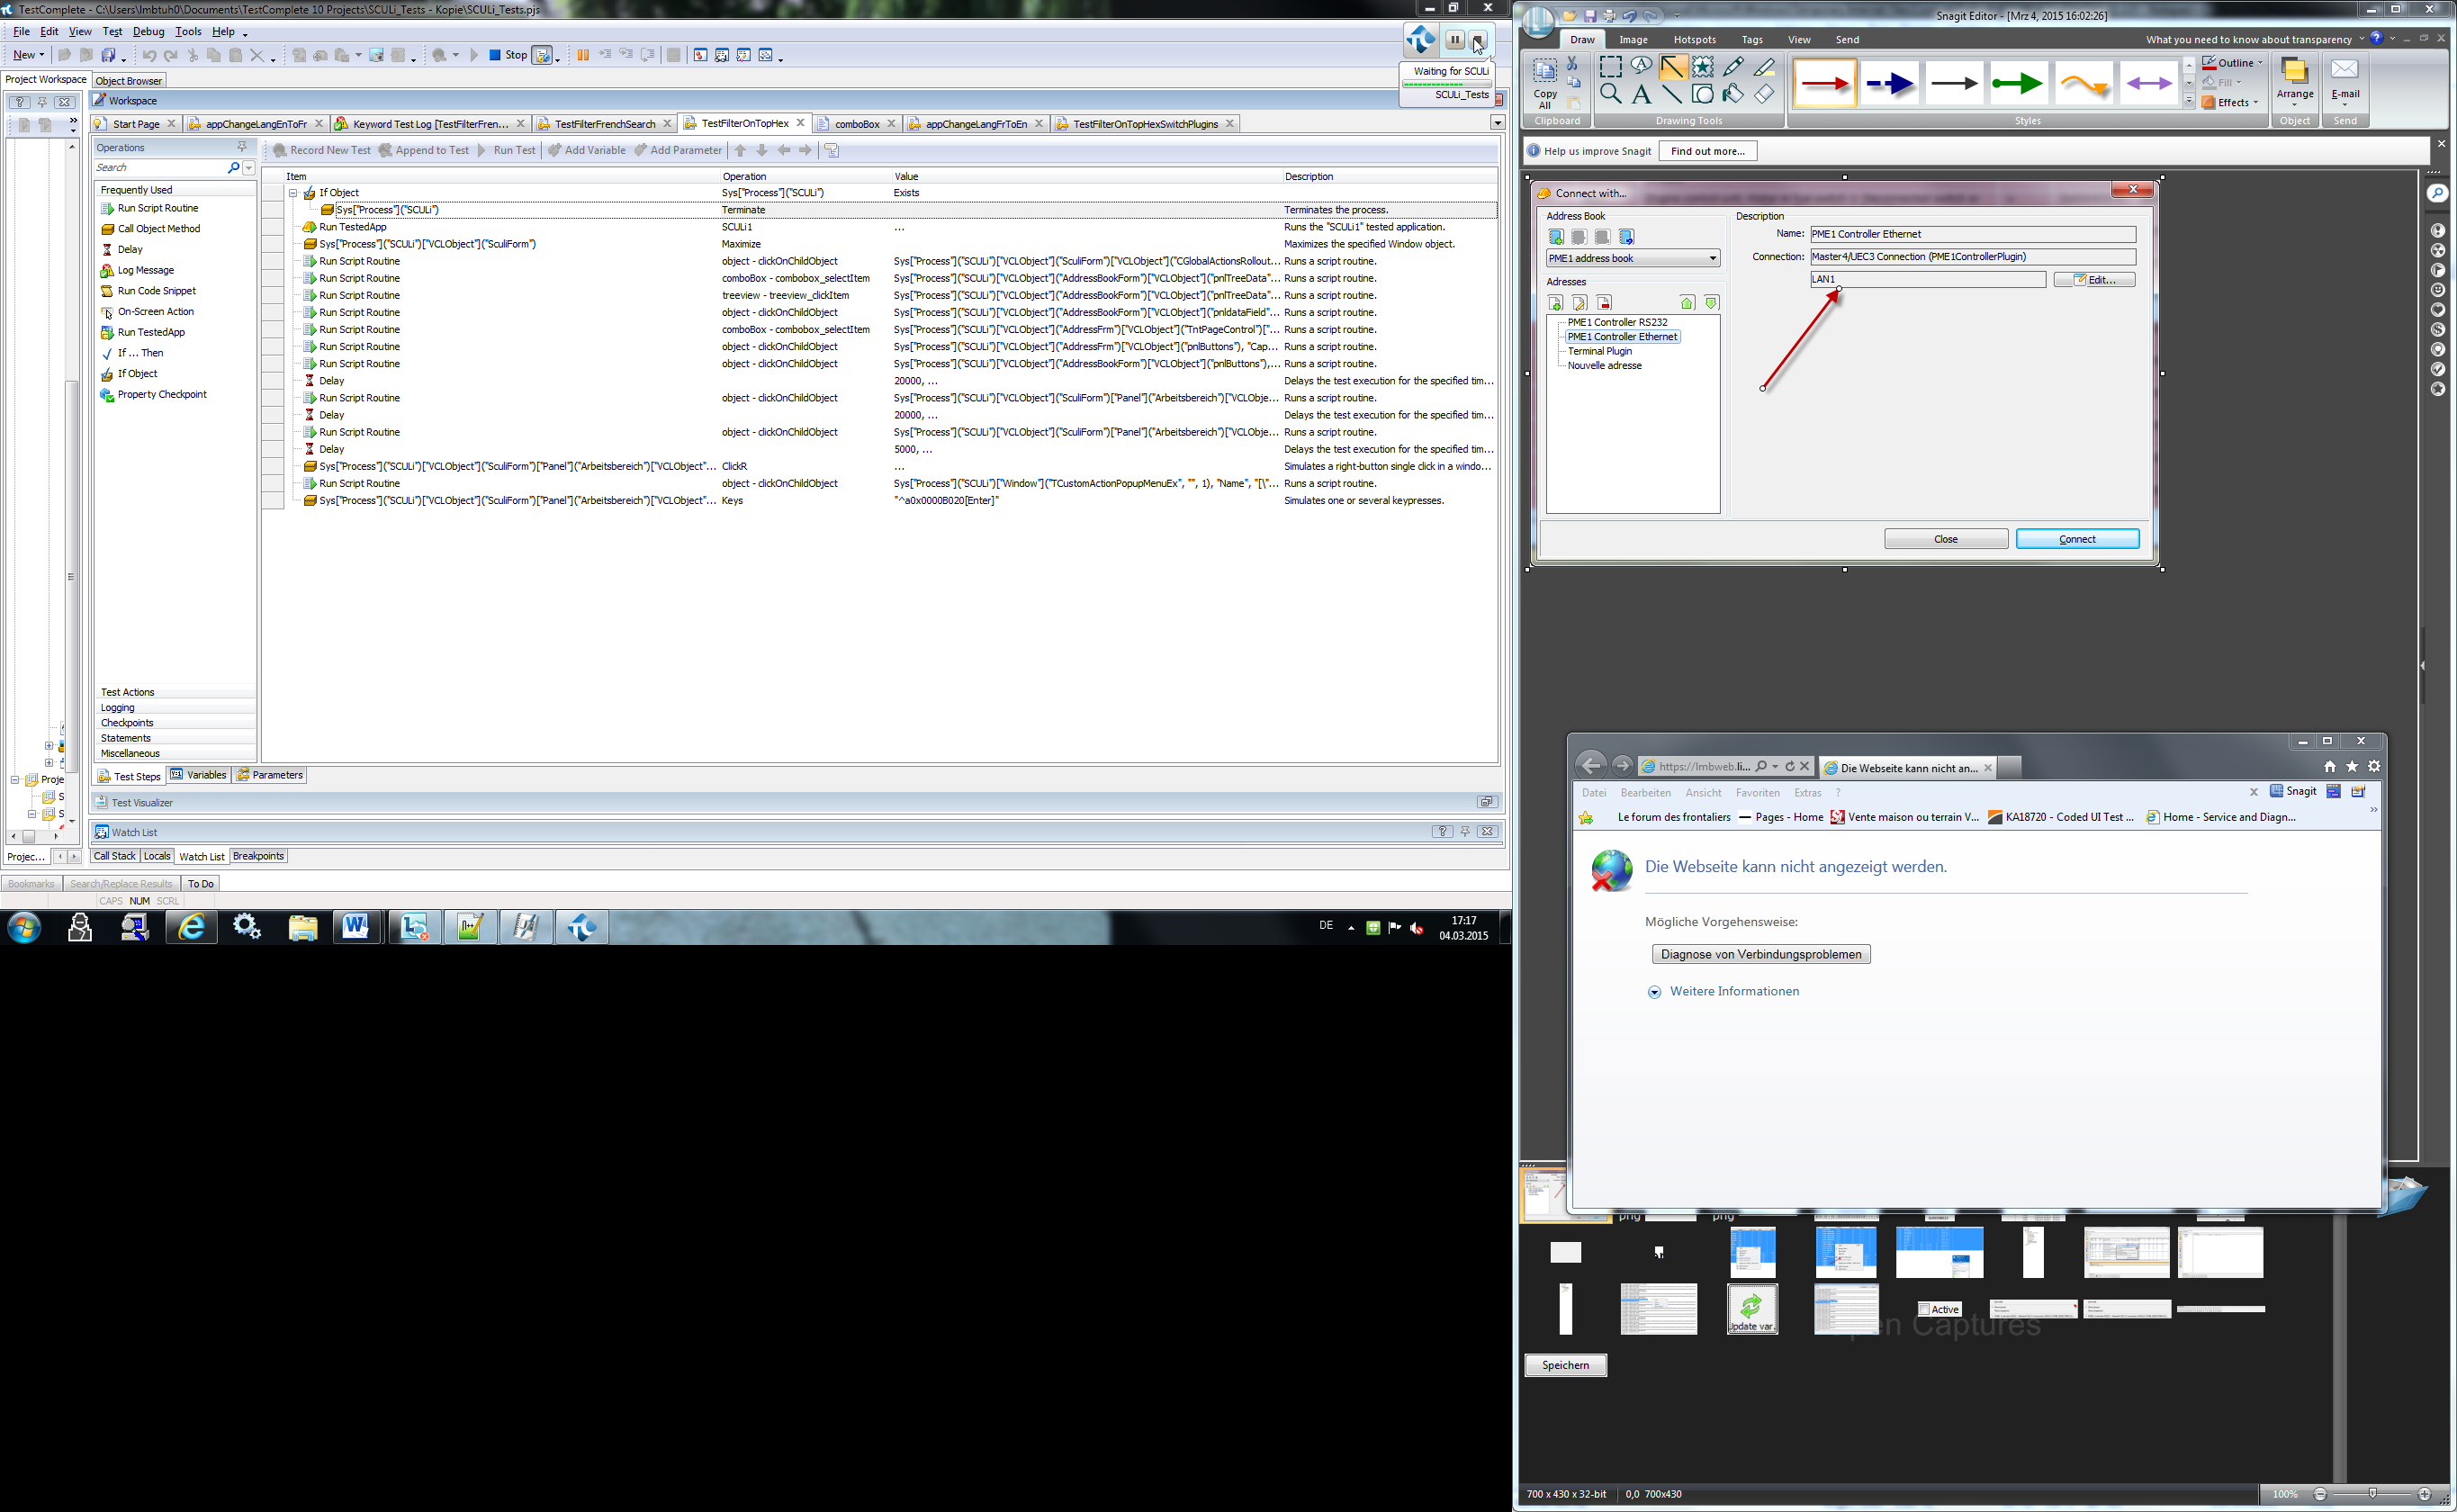 TestComplete - C:\Users\lmbtuh0\Documents\TestComplete 10 Projects\SCULi_Tests - Kopie\SCULi_Tests.pjs
File Edit View Test Debug Tools Help
New Stop
Waiting for SCULi
SCULi_Tests
Project Workspace Object Browser
Workspace
Start Page appChangeLangEnToFr Keyword Test Log [TestFilterFren... TestFilterFrenchSearch TestFilterOnTopHex comboBox appChangeLangFrToEn TestFilterOnTopHexSwitchPlugins
Operations
Record New Test Append to Test Run Test Add Variable Add Parameter
Search
Item Operation Value Description
Frequently Used
Run Script Routine
Call Object Method
Delay
Log Message
Run Code Snippet
On-Screen Action
Run TestedApp
If ... Then
If Object
Property Checkpoint
If Object Sys["Process"]("SCULi") Exists
Sys["Process"]("SCULi") Terminate Terminates the process.
Run TestedApp SCULi1 ... Runs the "SCULi1" tested application.
Sys["Process"]("SCULi")["VCLObject"]("SculiForm") Maximize Maximizes the specified Window object.
Run Script Routine object - clickOnChildObject Sys["Process"]("SCULi")["VCLObject"]("SculiForm")["VCLObject"]("CGlobalActionsRollout... Runs a script routine.
Run Script Routine comboBox - combobox_selectItem Sys["Process"]("SCULi")["VCLObject"]("AddressBookForm")["VCLObject"]("pnlTreeData"... Runs a script routine.
Run Script Routine treeview - treeview_clickItem Sys["Process"]("SCULi")["VCLObject"]("AddressBookForm")["VCLObject"]("pnlTreeData"... Runs a script routine.
Run Script Routine object - clickOnChildObject Sys["Process"]("SCULi")["VCLObject"]("AddressBookForm")["VCLObject"]("pnldataField"... Runs a script routine.
Run Script Routine comboBox - combobox_selectItem Sys["Process"]("SCULi")["VCLObject"]("AddressFrm")["VCLObject"]("TntPageControl")["... Runs a script routine.
Run Script Routine object - clickOnChildObject Sys["Process"]("SCULi")["VCLObject"]("AddressFrm")["VCLObject"]("pnlButtons"), "Cap... Runs a script routine.
Run Script Routine object - clickOnChildObject Sys["Process"]("SCULi")["VCLObject"]("AddressBookForm")["VCLObject"]("pnlButtons"),... Runs a script routine.
Delay 20000, ... Delays the test execution for the specified tim...
Run Script Routine object - clickOnChildObject Sys["Process"]("SCULi")["VCLObject"]("SculiForm")["Panel"]("Arbeitsbereich")["VCLObje... Runs a script routine.
Delay 20000, ... Delays the test execution for the specified tim...
Run Script Routine object - clickOnChildObject Sys["Process"]("SCULi")["VCLObject"]("SculiForm")["Panel"]("Arbeitsbereich")["VCLObje... Runs a script routine.
Delay 5000, ... Delays the test execution for the specified tim...
Sys["Process"]("SCULi")["VCLObject"]("SculiForm")["Panel"]("Arbeitsbereich")["VCLObject"... ClickR ... Simulates a right-button single click in a windo...
Run Script Routine object - clickOnChildObject Sys["Process"]("SCULi")["Window"]("TCustomActionPopupMenuEx", "", 1), "Name", "[\"... Runs a script routine.
Sys["Process"]("SCULi")["VCLObject"]("SculiForm")["Panel"]("Arbeitsbereich")["VCLObject"... Keys "^a0x0000B020[Enter]" Simulates one or several keypresses.
Test Actions
Logging
Checkpoints
Statements
Miscellaneous
Proje
S
S
Test Steps Variables Parameters
Test Visualizer
Watch List
Projec... Call Stack Locals Watch List Breakpoints
Bookmarks Search/Replace Results To Do
CAPS NUM SCRL
DE 17:17
04.03.2015
Snagit Editor - [Mrz 4, 2015 16:02:26]
Draw Image Hotspots Tags View Send What you need to know about transparency
Copy All
Outline
Fill
Effects
Arrange E-mail
Clipboard Drawing Tools Styles Object Send
Help us improve Snagit Find out more...
Connect with...
Address Book
PME1 address book
Adresses
PME1 Controller RS232
PME1 Controller Ethernet
Terminal Plugin
Nouvelle adresse
Description
Name: PME1 Controller Ethernet
Connection: Master4/UEC3 Connection (PME1ControllerPlugin)
LAN1 Edit...
Close Connect
https://lmbweb.li... Die Webseite kann nicht an...
Datei Bearbeiten Ansicht Favoriten Extras ? x Snagit
Le forum des frontaliers Pages - Home Vente maison ou terrain V... KA18720 - Coded UI Test ... Home - Service and Diagn...
Die Webseite kann nicht angezeigt werden.
Mögliche Vorgehensweise:
Diagnose von Verbindungsproblemen
Weitere Informationen
png png
Update var.
Active
en Captures
Speichern
700 x 430 x 32-bit 0,0 700x430 100%